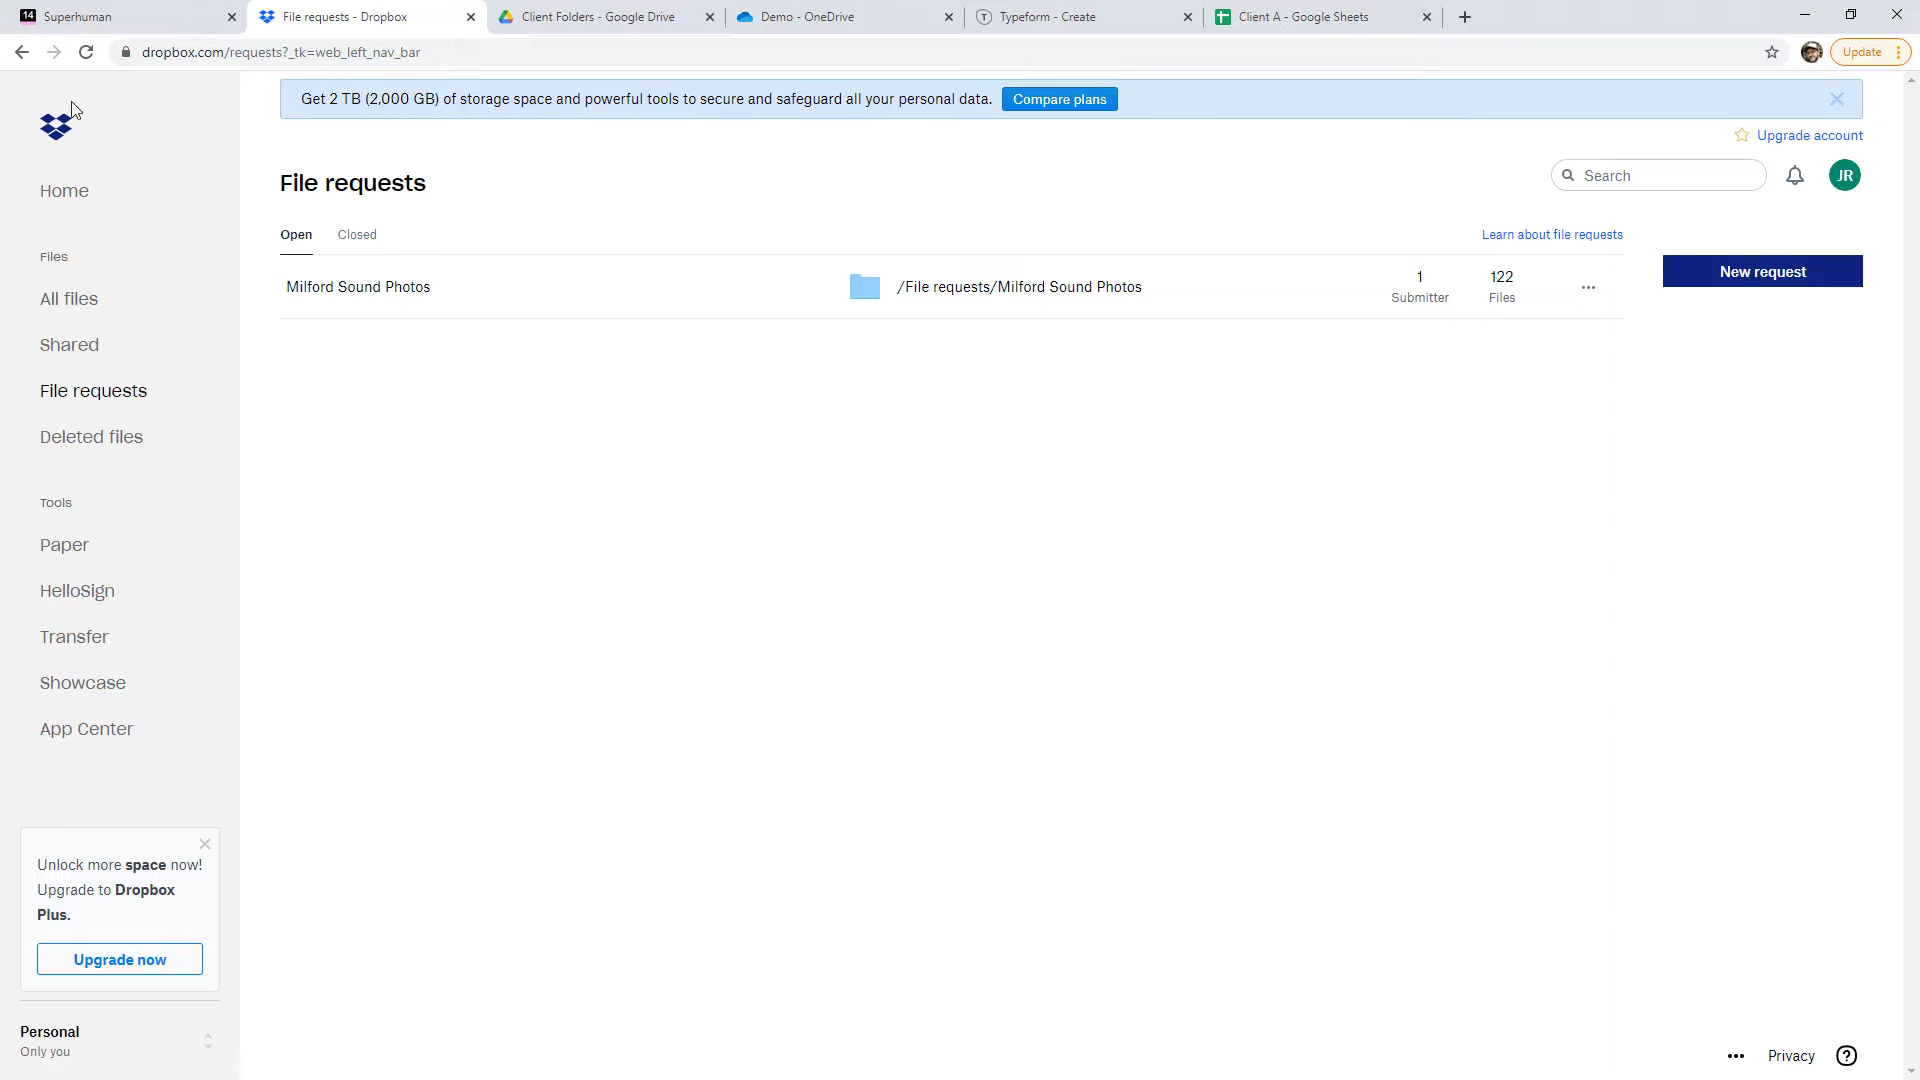 14 Superhuman
File requests - Dropbox
Client Folders - Google Drive
Demo - OneDrive
Typeform - Create
Client A - Google Sheets
dropbox.com/requests?_tk=web_left_nav_bar
Update
Get 2 TB (2,000 GB) of storage space and powerful tools to secure and safeguard all your personal data.
Compare plans
Upgrade account
File requests
Search
JR
Open
Closed
Learn about file requests
New request
Milford Sound Photos
/File requests/Milford Sound Photos
1
Submitter
122
Files
Home
Files
All files
Shared
File requests
Deleted files
Tools
Paper
HelloSign
Transfer
Showcase
App Center
Unlock more space now!
Upgrade to Dropbox
Plus.
Upgrade now
Personal
Only you
Privacy